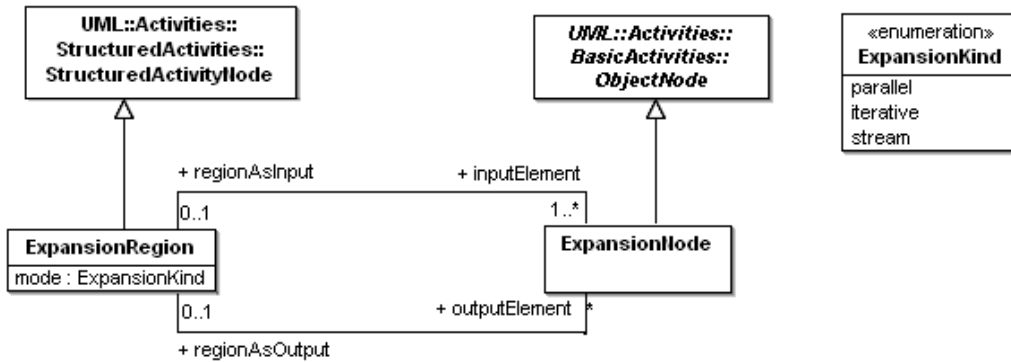 UML::Activities::
StructuredActivities::
StructuredActivityNode
UML::Activities::
BasicActivities::
ObjectNode
«enumeration»
ExpansionKind
parallel
iterative
stream
+ regionAsInput
+ inputElement
0..1
1..*
ExpansionRegion
mode : ExpansionKind
ExpansionNode
0..1
+ outputElement
*
+ regionAsOutput